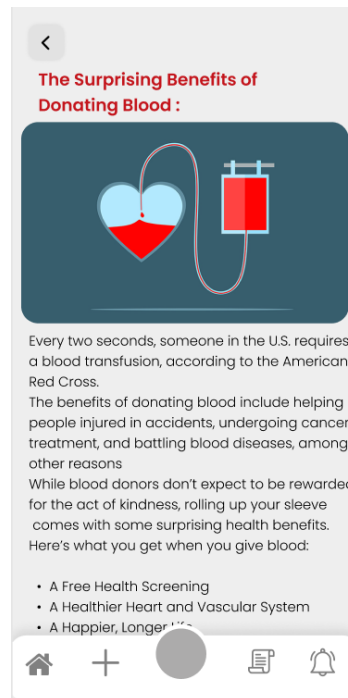 The Surprising Benefits of
Donating Blood :
Every two seconds, someone in the U.S. requires
a blood transfusion, according to the American
Red Cross.
The benefits of donating blood include helping
people injured in accidents, undergoing cancer
treatment, and battling blood diseases, among
other reasons
While blood donors don't expect to be rewarded
for the act of kindness, rolling up your sleeve
comes with some surprising health benefits.
Here's what you get when you give blood:
• A Free Health Screening
• A Healthier Heart and Vascular System
• A Happier, Longer Life